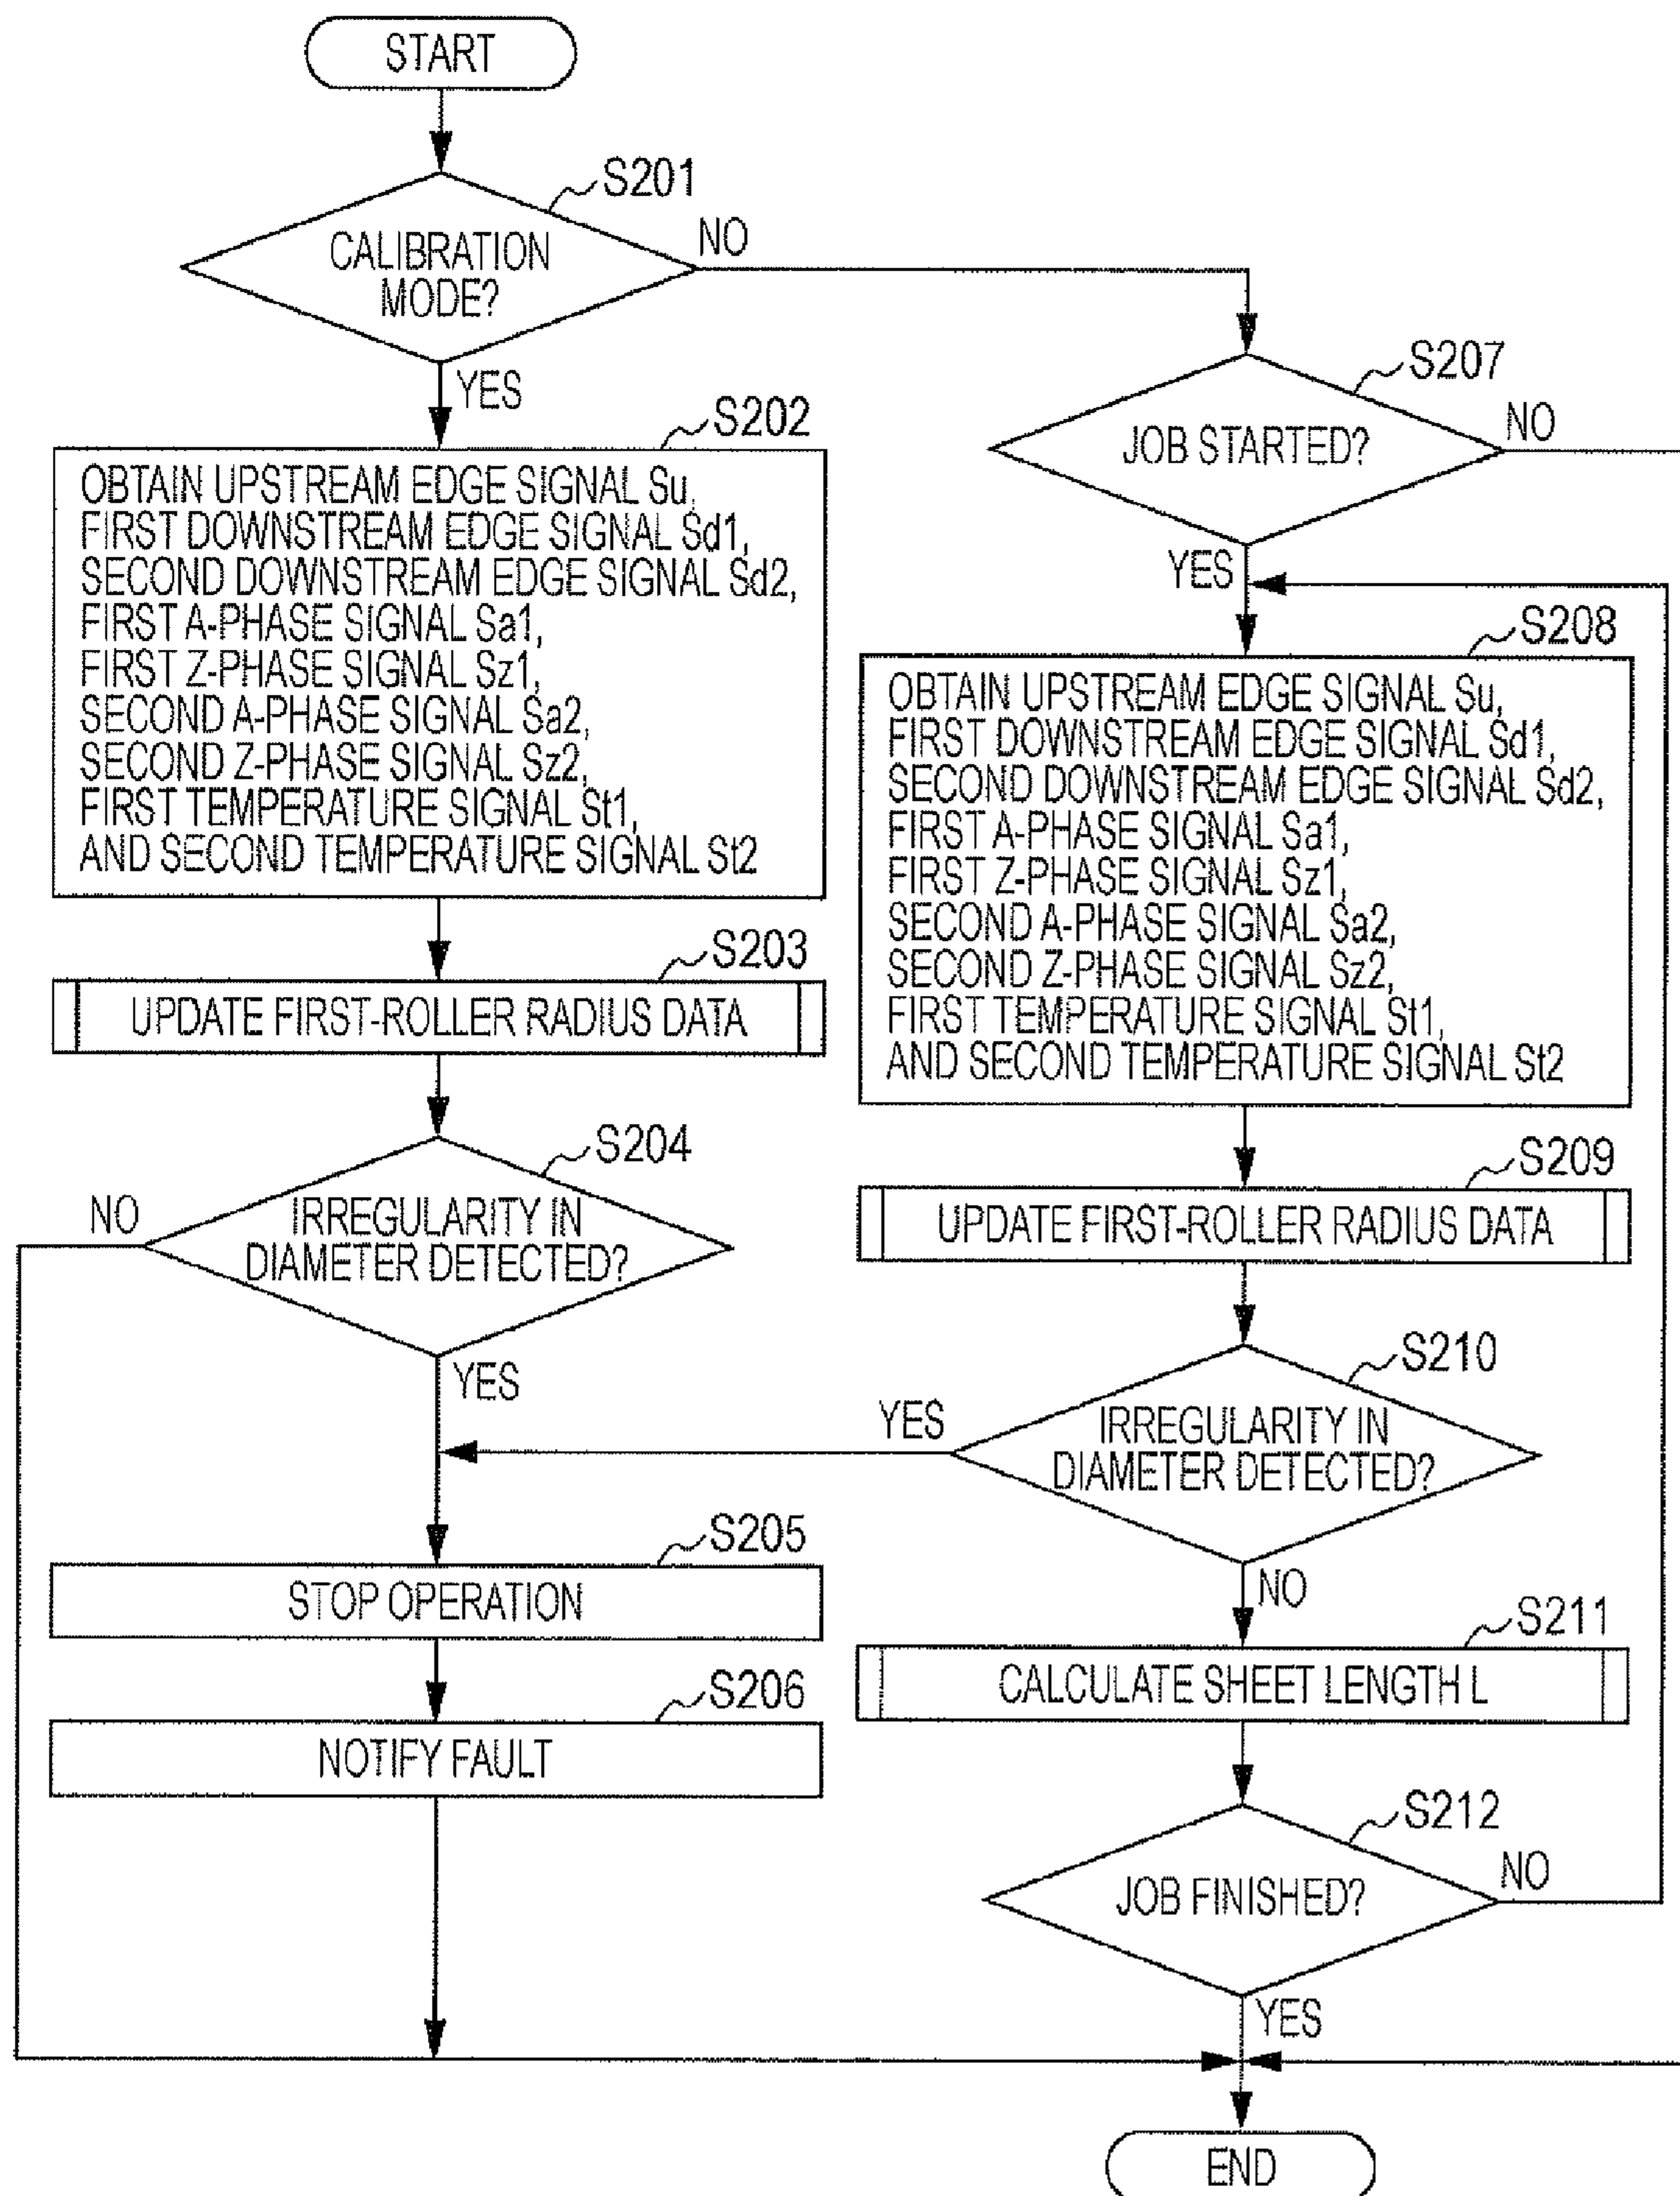 START
S201
CALIBRATION
MODE?
NO
YES
S202
OBTAIN UPSTREAM EDGE SIGNAL Su,
FIRST DOWNSTREAM EDGE SIGNAL Sd1,
SECOND DOWNSTREAM EDGE SIGNAL Sd2,
FIRST A-PHASE SIGNAL Sa1,
FIRST Z-PHASE SIGNAL Sz1,
SECOND A-PHASE SIGNAL Sa2,
SECOND Z-PHASE SIGNAL Sz2,
FIRST TEMPERATURE SIGNAL St1,
AND SECOND TEMPERATURE SIGNAL St2
S203
UPDATE FIRST-ROLLER RADIUS DATA
S204
NO
IRREGULARITY IN
DIAMETER DETECTED?
YES
S205
STOP OPERATION
S206
NOTIFY FAULT
S207
JOB STARTED?
NO
YES
S208
OBTAIN UPSTREAM EDGE SIGNAL Su,
FIRST DOWNSTREAM EDGE SIGNAL Sd1,
SECOND DOWNSTREAM EDGE SIGNAL Sd2,
FIRST A-PHASE SIGNAL Sa1,
FIRST Z-PHASE SIGNAL Sz1,
SECOND A-PHASE SIGNAL Sa2,
SECOND Z-PHASE SIGNAL Sz2,
FIRST TEMPERATURE SIGNAL St1,
AND SECOND TEMPERATURE SIGNAL St2
S209
UPDATE FIRST-ROLLER RADIUS DATA
S210
YES
IRREGULARITY IN
DIAMETER DETECTED?
NO
S211
CALCULATE SHEET LENGTH L
S212
JOB FINISHED?
NO
YES
END